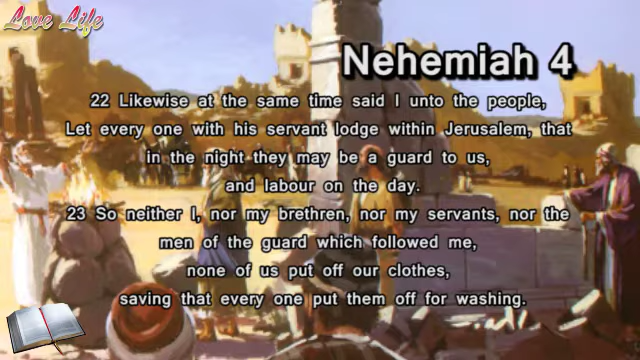 Love Life
Nehemiah 4
22 Likewise at the same time said I unto the people,
Let every one with his servant lodge within Jerusalem, that
in the night they may be a guard to us,
and labour on the day.
23 So neither I, nor my brethren, nor my servants, nor the
men of the guard which followed me,
none of us put off our clothes,
saving that every one put them off for washing.